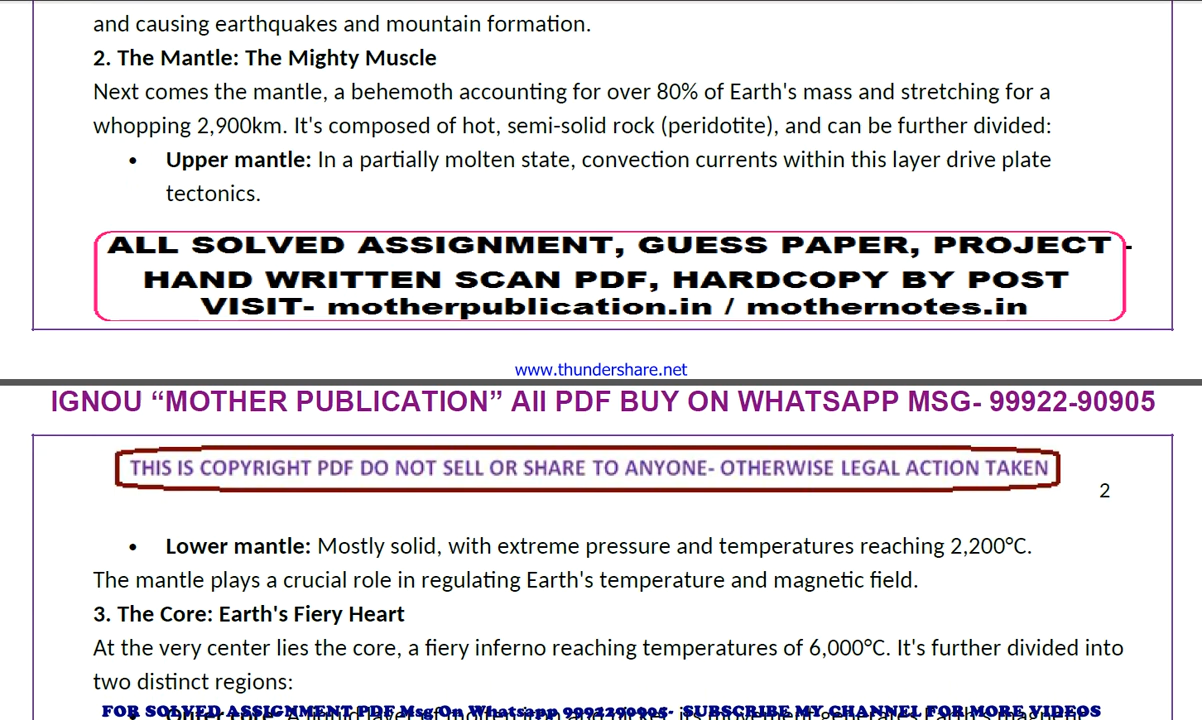 and causing earthquakes and mountain formation.
2. The Mantle: The Mighty Muscle
Next comes the mantle, a behemoth accounting for over 80% of Earth's mass and stretching for a
whopping 2,900km. It's composed of hot, semi-solid rock (peridotite), and can be further divided:
• Upper mantle: In a partially molten state, convection currents within this layer drive plate
tectonics.
ALL SOLVED ASSIGNMENT, GUESS PAPER, PROJECT -
HAND WRITTEN SCAN PDF, HARDCOPY BY POST
VISIT- motherpublication.in / mothernotes.in
www.thundershare.net
IGNOU “MOTHER PUBLICATION” All PDF BUY ON WHATSAPP MSG- 99922-90905
THIS IS COPYRIGHT PDF DO NOT SELL OR SHARE TO ANYONE- OTHERWISE LEGAL ACTION TAKEN
2
• Lower mantle: Mostly solid, with extreme pressure and temperatures reaching 2,200°C.
The mantle plays a crucial role in regulating Earth's temperature and magnetic field.
3. The Core: Earth's Fiery Heart
At the very center lies the core, a fiery inferno reaching temperatures of 6,000°C. It's further divided into
two distinct regions:
FOR SOLVED ASSIGNMENT PDF Msg On Whatsapp 9992290905- SUBSCRIBE MY CHANNEL FOR MORE VIDEOS